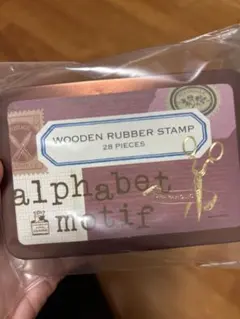 WOODEN RUBBER STAMP
28 PIECES
alphabet
motif